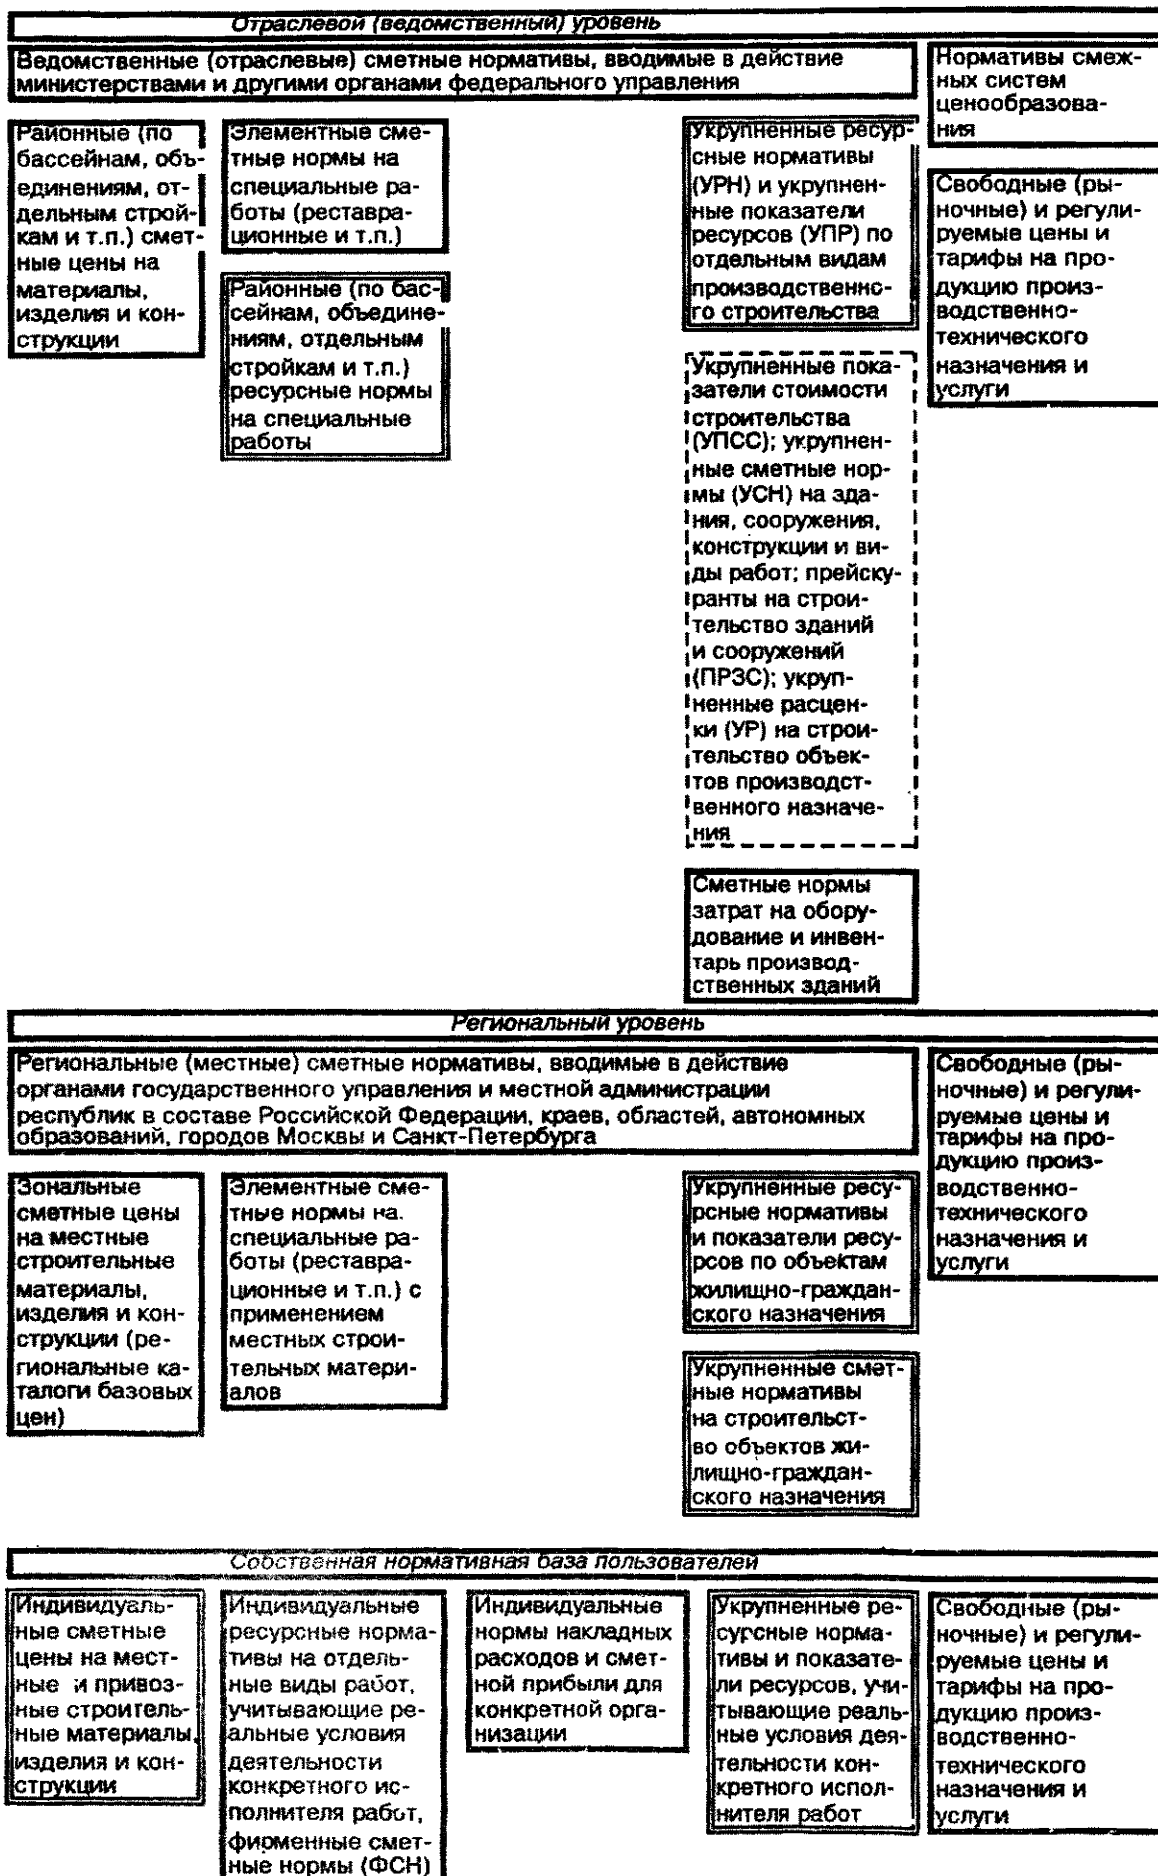 Отраслевой (ведомственный) уровень
Ведомственные (отраслевые) сметные нормативы, вводимые в действие
министерствами и другими органами федерального управления
Нормативы смеж-
ных систем
ценообразова-
ния
Районные (по
бассейнам, объ-
единениям, от-
дельным строй-
кам и т.п.) смет-
ные цены на
материалы,
изделия и кон-
струкции
Элементные сме-
тные нормы на
специальные ра-
боты (реставра-
ционные и т.п.)
Районные (по бас-
сейнам, объедине-
ниям, отдельным
стройкам и т.п.)
ресурсные нормы
на специальные
работы
Укрупненные ресур-
сные нормативы
(УРН) и укрупнен-
ные показатели
ресурсов (УПР) по
отдельным видам
производственно-
го строительства
Укрупненные пока-
затели стоимости
строительства
(УПСС); укрупнен-
ные сметные нор-
мы (УСН) на зда-
ния, сооружения,
конструкции и ви-
ды работ; прейску-
ранты на строи-
тельство зданий
и сооружений
(ПРЗС); укруп-
ненные расцен-
ки (УР) на строи-
тельство объек-
тов производст-
венного назначе-
ния
Сметные нормы
затрат на обору-
дование и инвен-
тарь производ-
ственных зданий
Свободные (ры-
ночные) и регули-
руемые цены и
тарифы на про-
дукцию произ-
водственно-
технического
назначения и
услуги
Региональный уровень
Региональные (местные) сметные нормативы, вводимые в действие
органами государственного управления и местной администрации
республик в составе Российской Федерации, краев, областей, автономных
образований, городов Москвы и Санкт-Петербурга
Свободные (ры-
ночные) и регули-
руемые цены и
тарифы на про-
дукцию произ-
водственно-
технического
назначения и
услуги
Зональные
сметные цены
на местные
строительные
материалы,
изделия и кон-
струкции (ре-
гиональные ка-
талоги базовых
цен)
Элементные сме-
тные нормы на.
специальные ра-
боты (реставра-
ционные и т.п.) с
применением
местных строи-
тельных матери-
алов
Укрупненные ресу-
рсные нормативы
и показатели ресу-
рсов по объектам
жилищно-граждан-
ского назначения
Укрупненные смет-
ные нормативы
на строительст-
во объектов жи-
лищно-граждан-
ского назначения
Собственная нормативная база пользователей
Индивидуаль-
ные сметные
цены на мест-
ные и привоз-
ные строитель-
ные материалы,
изделия и кон-
струкции
Индивидуальные
ресурсные норма-
тивы на отдель-
ные виды работ,
учитывающие ре-
альные условия
деятельности
конкретного ис-
полнителя работ,
фирменные смет-
ные нормы (ФСН)
Индивидуальные
нормы накладных
расходов и смет-
ной прибыли для
конкретной орга-
низации
Укрупненные ре-
сурсные норма-
тивы и показате-
ли ресурсов, учи-
тывающие реаль-
ные условия дея-
тельности кон-
кретного испол-
нителя работ
Свободные (ры-
ночные) и регули-
руемые цены и
тарифы на про-
дукцию произ-
водственно-
технического
назначения и
услуги